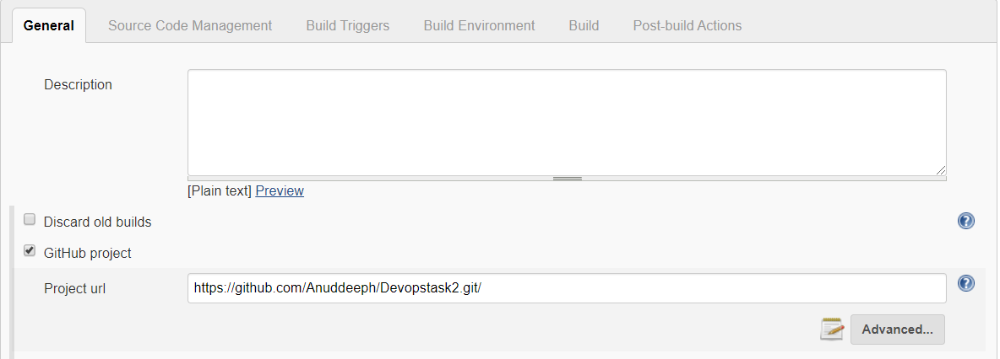 General Source Code Management Build Triggers Build Environment Build Post-build Actions
Description
[Plain text] Preview
Discard old builds
GitHub project
Project url https://github.com/Anuddeeph/Devopstask2.git/
Advanced...